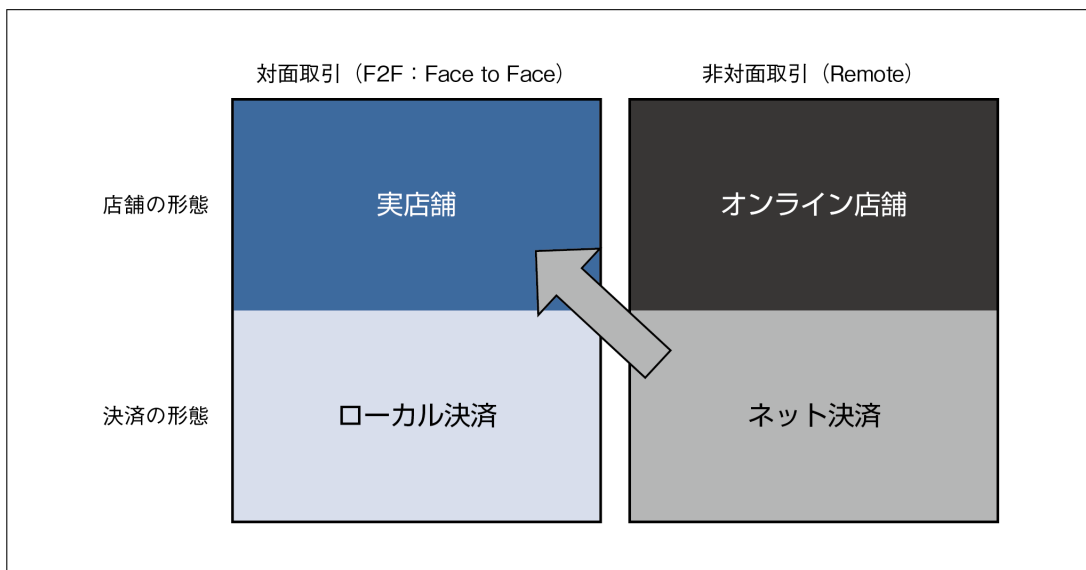 対面取引（F2F：Face to Face）
非対面取引（Remote）
店舗の形態
実店舗
オンライン店舗
決済の形態
ローカル決済
ネット決済